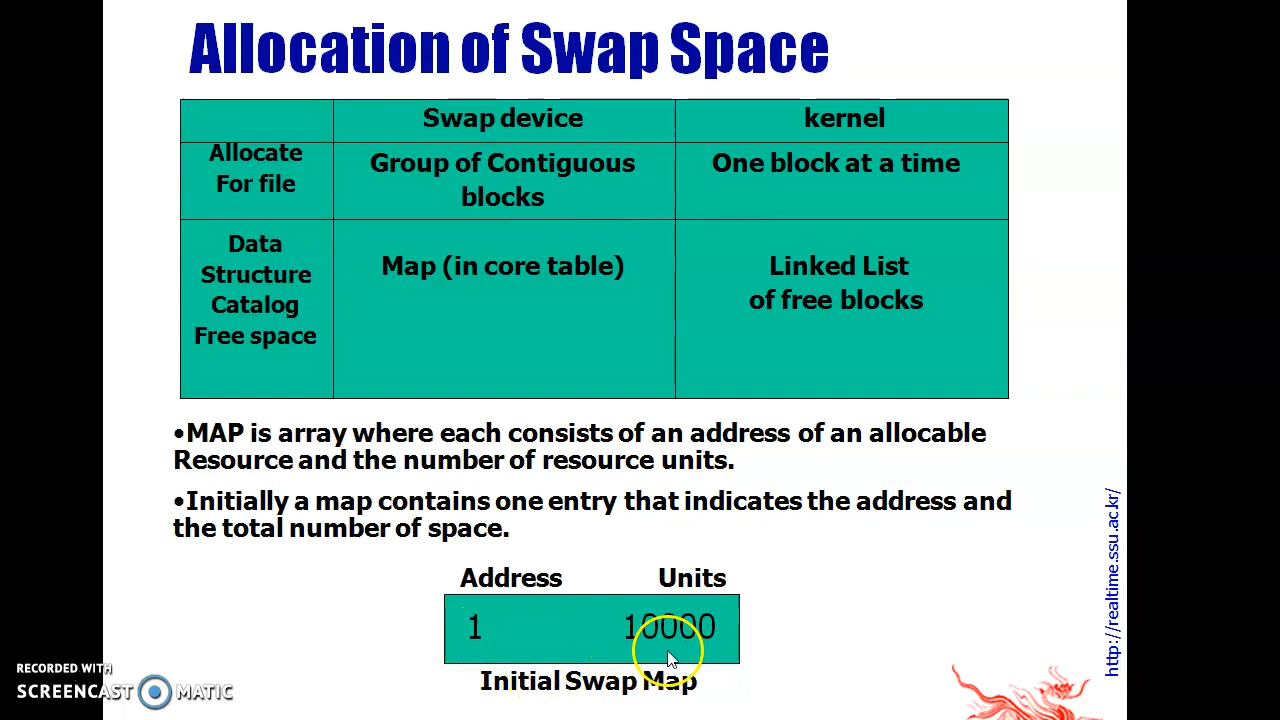 Allocation of Swap Space
Swap device
kernel
Allocate
For file
Group of Contiguous
blocks
One block at a time
Data
Structure
Catalog
Free space
Map (in core table)
Linked List
of free blocks
•MAP is array where each consists of an address of an allocable
Resource and the number of resource units.
•Initially a map contains one entry that indicates the address and
the total number of space.
Address Units
1 10000
Initial Swap Map
http://realtime.ssu.ac.kr/
RECORDED WITH
SCREENCAST MATIC